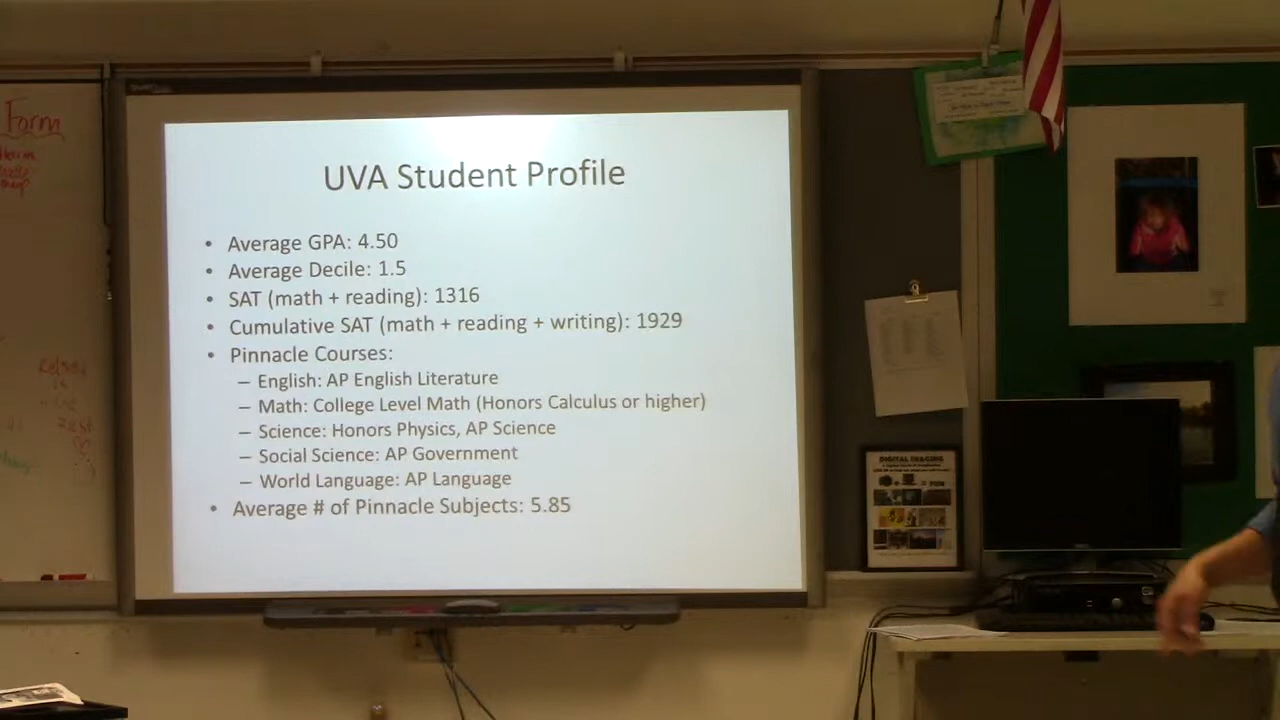 Form
UVA Student Profile
• Average GPA: 4.50
• Average Decile: 1.5
• SAT (math + reading): 1316
• Cumulative SAT (math + reading + writing): 1929
• Pinnacle Courses:
– English: AP English Literature
– Math: College Level Math (Honors Calculus or higher)
– Science: Honors Physics, AP Science
– Social Science: AP Government
– World Language: AP Language
• Average # of Pinnacle Subjects: 5.85
DIGITAL IMAGING